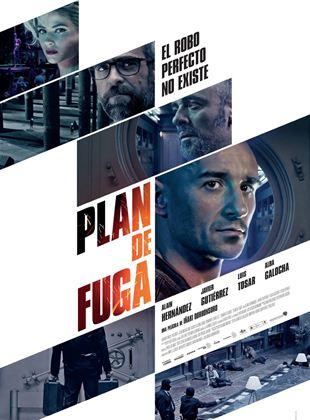 EL ROBO
PERFECTO
NO EXISTE
PLAN
DE
FUGA
ALAIN
HERNÁNDEZ
JAVIER
GUTIÉRREZ
LUIS
TOSAR
ALBA
GALOCHA
UNA PELÍCULA DE IÑAKI DORRONSORO